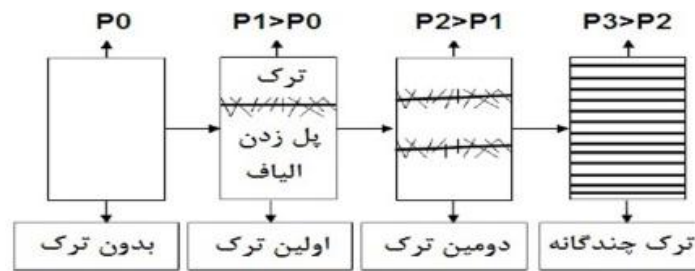 P0
P1>P0
P2>P1
P3>P2
ترک
پل زدن
الیاف
بدون ترک
اولین ترک
دومین ترک
ترک چندگانه